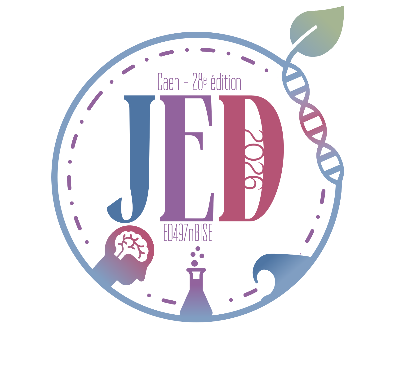 Caen - 28e édition
JED
2026
ED497nBISE